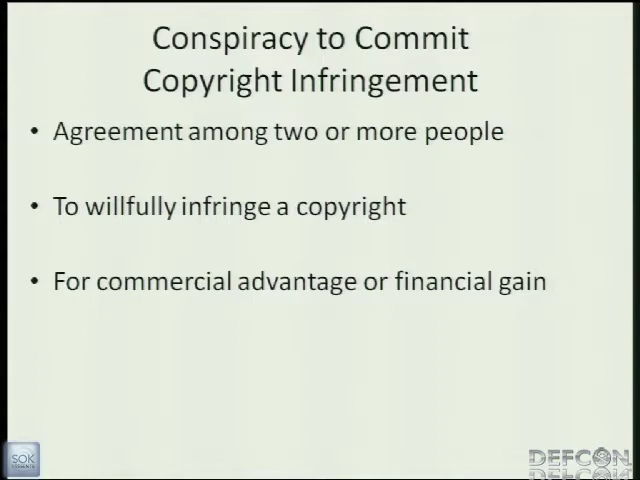 Conspiracy to Commit
Copyright Infringement
• Agreement among two or more people
• To willfully infringe a copyright
• For commercial advantage or financial gain
SOK
DEFCON